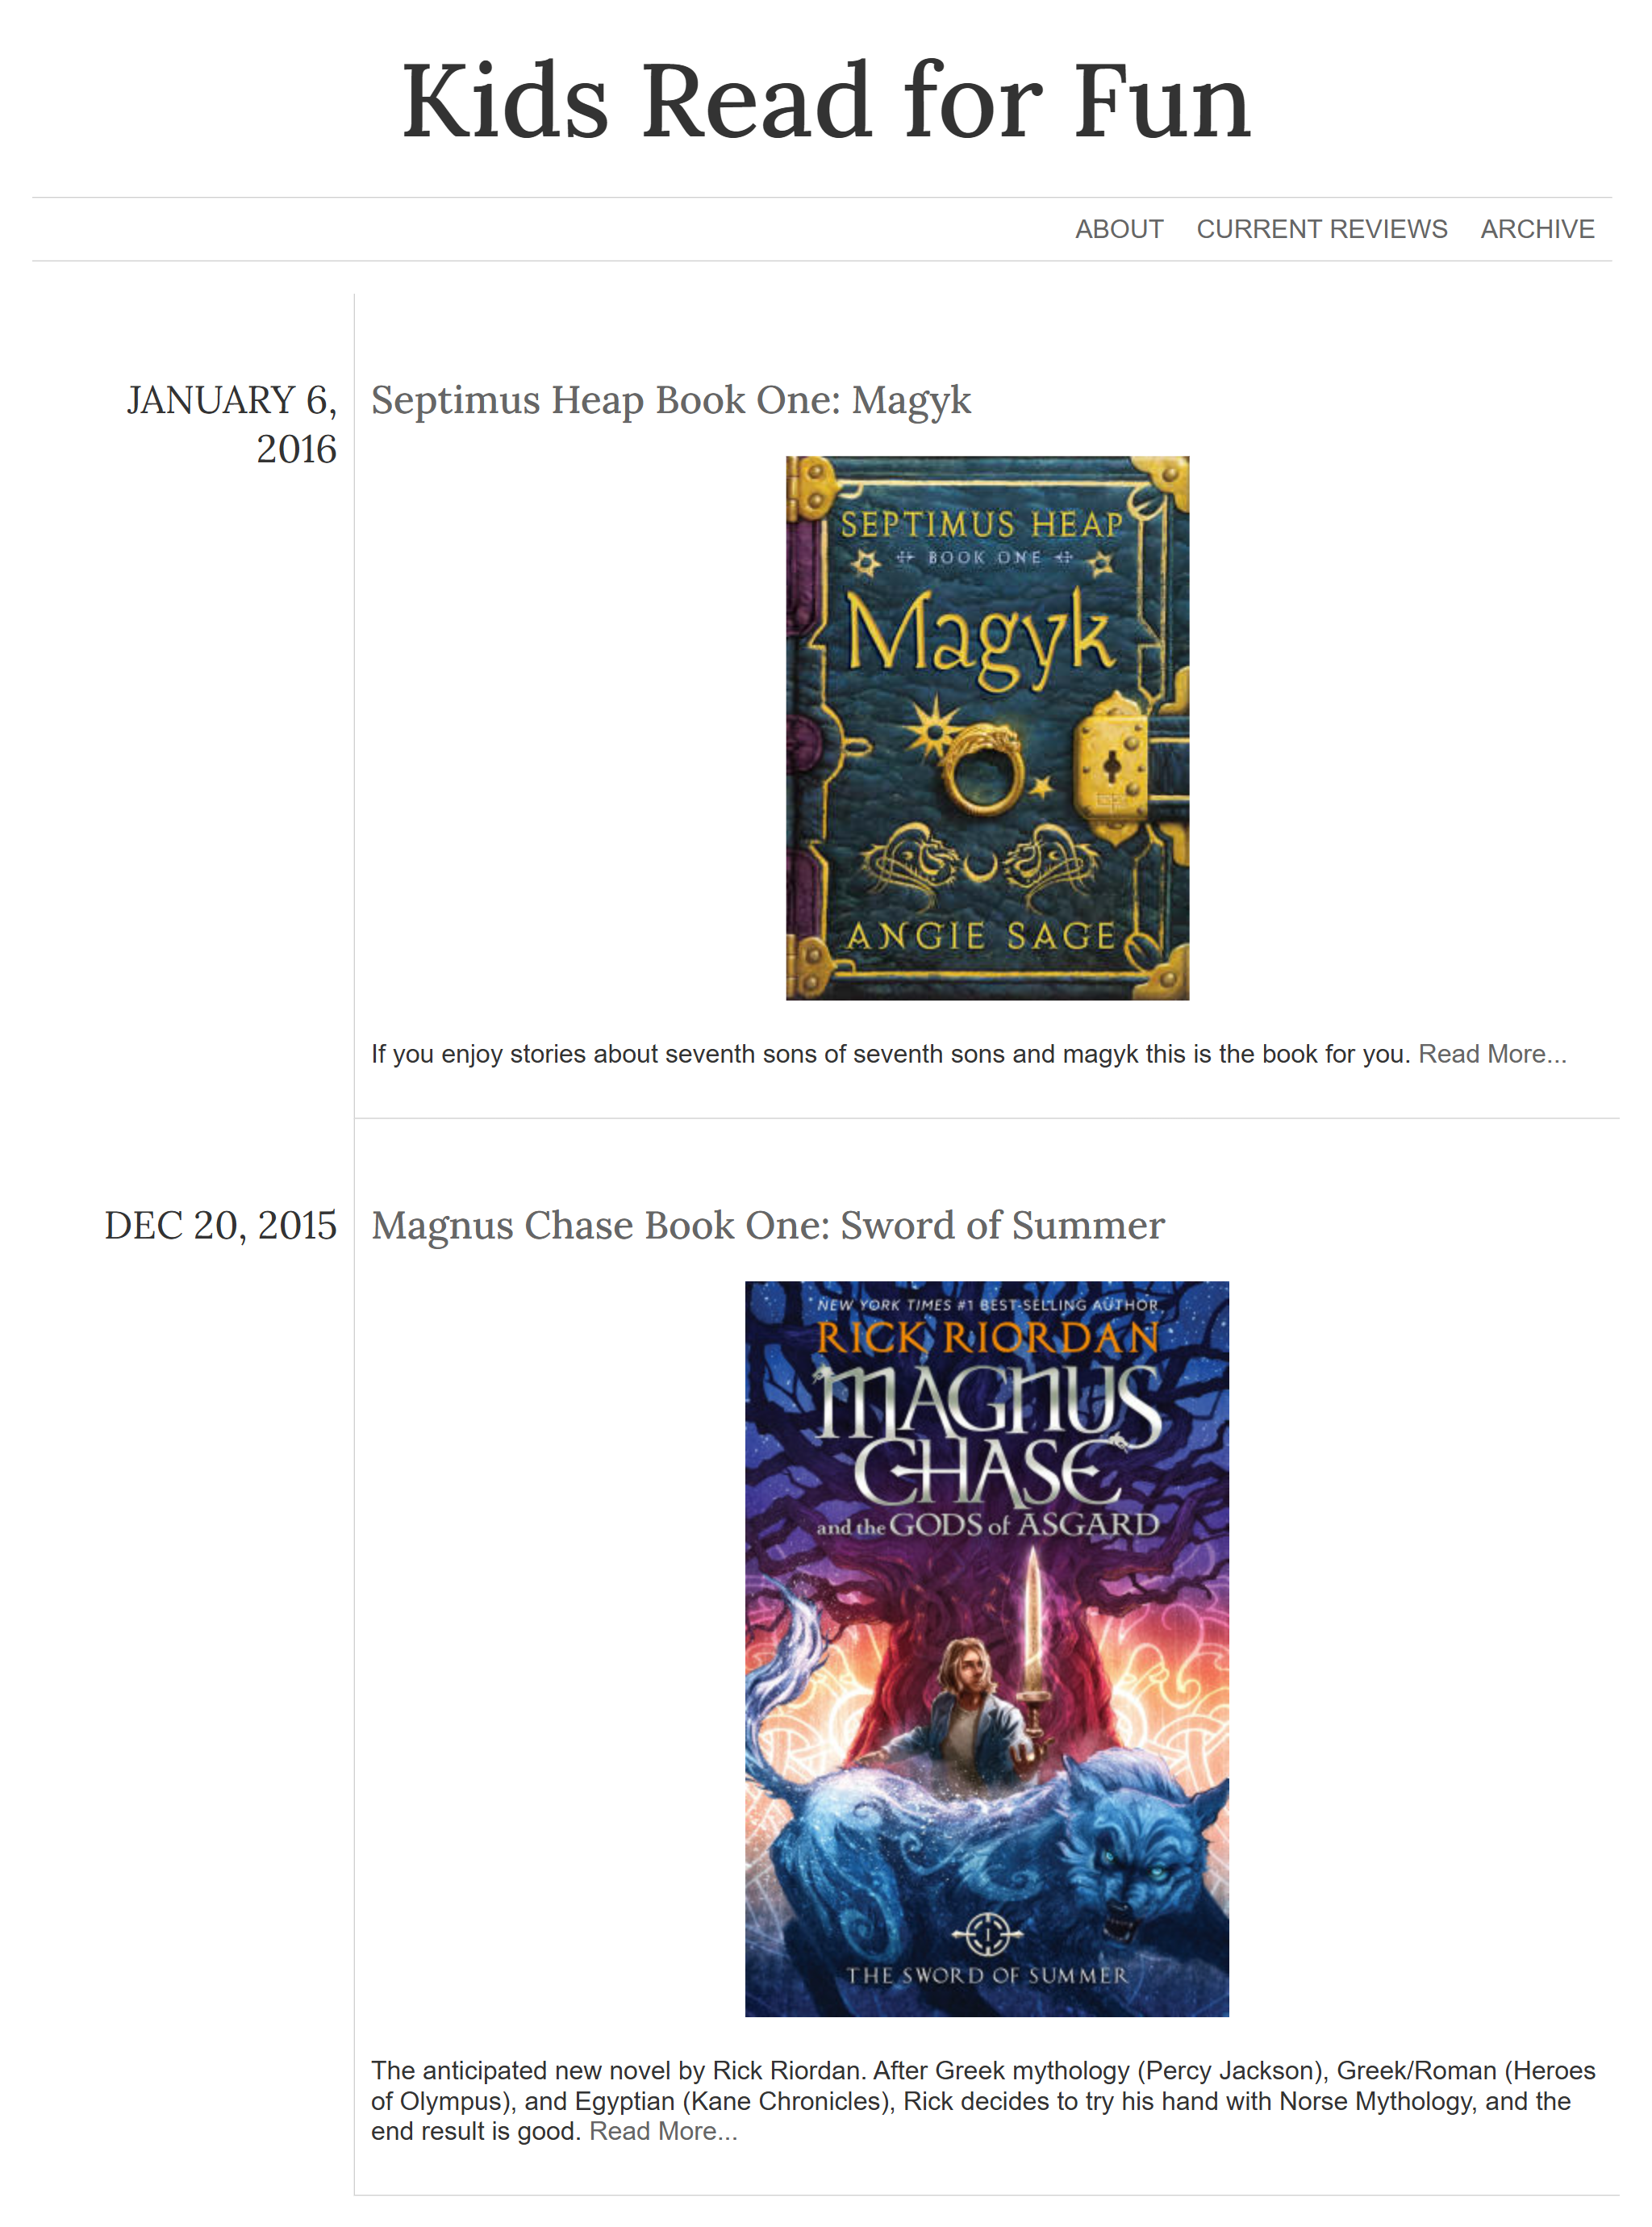 Kids Read for Fun
ABOUT CURRENT REVIEWS ARCHIVE
JANUARY 6,
2016
Septimus Heap Book One: Magyk
SEPTIMUS HEAP
BOOK ONE
Magyk
ANGIE SAGE
If you enjoy stories about seventh sons of seventh sons and magyk this is the book for you. Read More...
DEC 20, 2015
Magnus Chase Book One: Sword of Summer
NEW YORK TIMES #1 BEST-SELLING AUTHOR
RICK RIORDAN
MAGNUS
CHASE
and the GODS of ASGARD
I
THE SWORD OF SUMMER
The anticipated new novel by Rick Riordan. After Greek mythology (Percy Jackson), Greek/Roman (Heroes
of Olympus), and Egyptian (Kane Chronicles), Rick decides to try his hand with Norse Mythology, and the
end result is good. Read More...